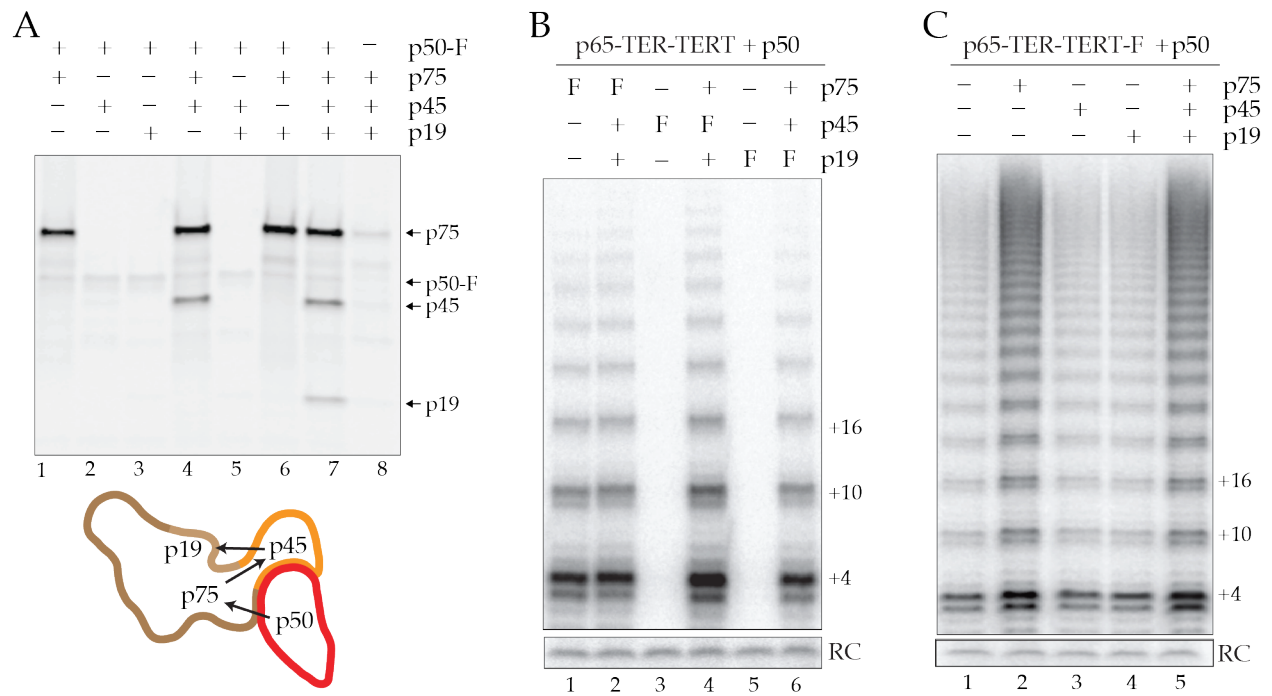 A
+ + + + + + + – p50-F
+ – – + – + + + p75
– + – + + – + + p45
– – + – + + + + p19
p75
p50-F
p45
p19
1 2 3 4 5 6 7 8
p19 p45
p75
p50
B
p65-TER-TERT + p50
F F – + – + p75
– + F F – + p45
– + – + F F p19
+16
+10
+4
RC
1 2 3 4 5 6
C
p65-TER-TERT-F + p50
– + – – + p75
– – + – + p45
– – – + + p19
+16
+10
+4
RC
1 2 3 4 5